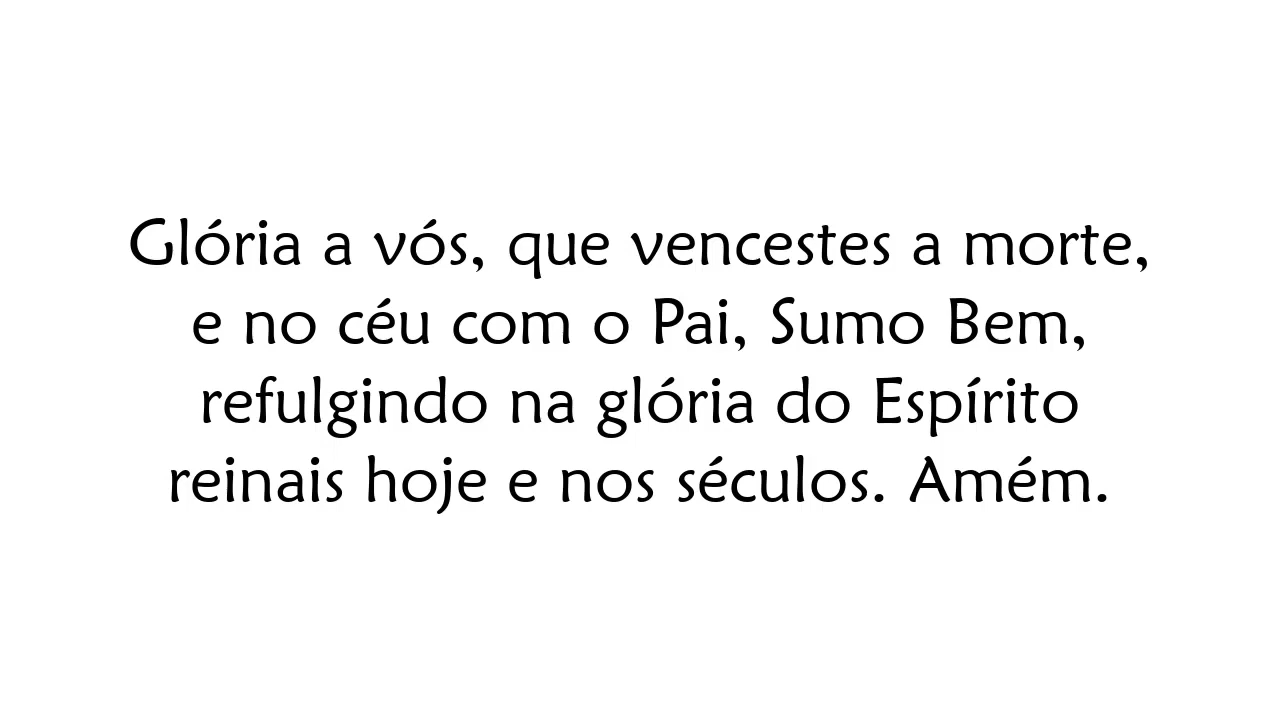 Glória a vós, que vencestes a morte,
e no céu com o Pai, Sumo Bem,
refulgindo na glória do Espírito
reinais hoje e nos séculos. Amém.